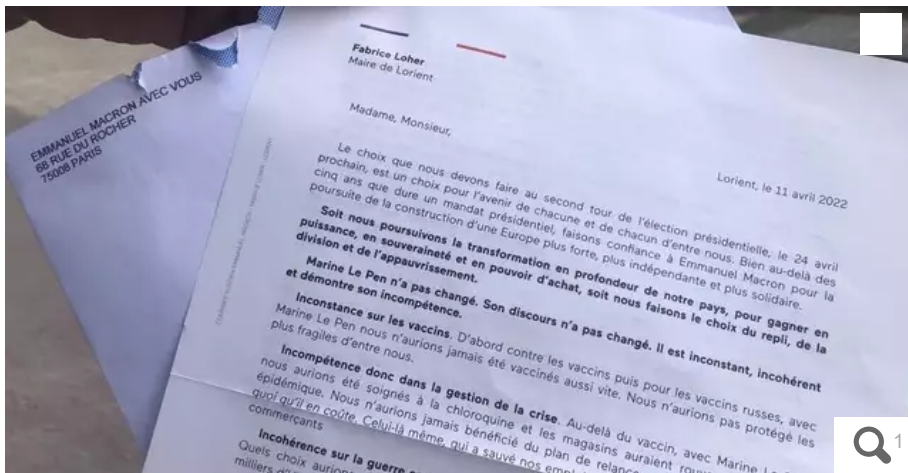 EMMANUEL MACRON AVEC VOUS
68 RUE DU ROCHER
75008 PARIS
Fabrice Loher
Maire de Lorient
Madame, Monsieur,
Lorient, le 11 avril 2022
Le choix que nous devons faire au second tour de l'élection présidentielle, le 24 avril
prochain, est un choix pour l'avenir de chacune et de chacun d'entre nous. Bien au-delà des
cinq ans que dure un mandat présidentiel, faisons confiance à Emmanuel Macron pour la
poursuite de la construction d'une Europe plus forte, plus indépendante et plus solidaire.
Soit nous poursuivons la transformation en profondeur de notre pays, pour gagner en
puissance, en souveraineté et en pouvoir d'achat, soit nous faisons le choix du repli, de la
division et de l'appauvrissement.
Marine Le Pen n'a pas changé. Son discours n'a pas changé. Il est inconstant, incohérent
et démontre son incompétence.
Inconstance sur les vaccins. D'abord contre les vaccins puis pour les vaccins russes, avec
Marine Le Pen nous n'aurions jamais été vaccinés aussi vite. Nous n'aurions pas protégé les
plus fragiles d'entre nous.
Incompétence donc dans la gestion de la crise. Au-delà du vaccin, avec Marine
nous aurions été soignés à la chloroquine et les magasins auraient
épidémique. Nous n'aurions jamais bénéficié du plan de relance
quoi qu'il en coûte. Celui-là même, qui a sauvé nos
commerçants
Incohérence sur la guerre
Quels choix
milliers
1